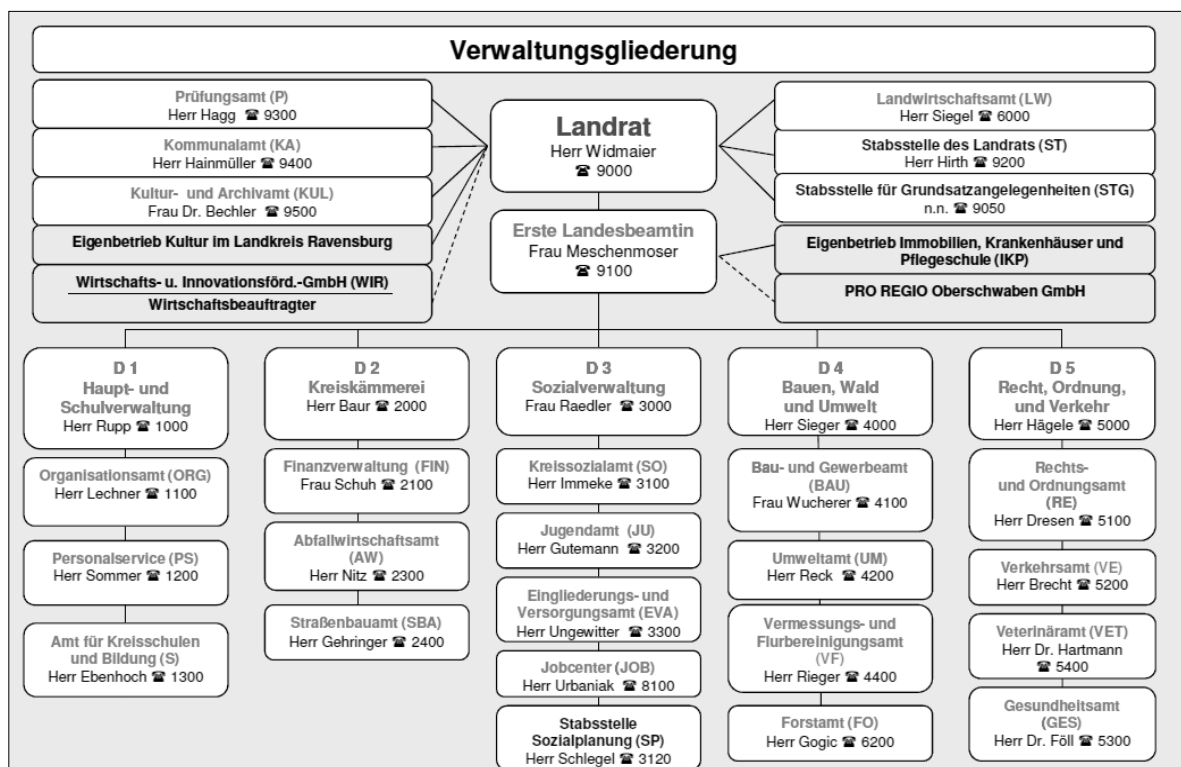 Verwaltungsgliederung
Prüfungsamt (P)
Herr Hagg ☎ 9300
Kommunalamt (KA)
Herr Hainmüller ☎ 9400
Kultur- und Archivamt (KUL)
Frau Dr. Bechler ☎ 9500
Eigenbetrieb Kultur im Landkreis Ravensburg
Wirtschafts- u. Innovationsförd.-GmbH (WIR)
Wirtschaftsbeauftragter
Landrat
Herr Widmaier
☎ 9000
Erste Landesbeamtin
Frau Meschenmoser
☎ 9100
Landwirtschaftsamt (LW)
Herr Siegel ☎ 6000
Stabsstelle des Landrats (ST)
Herr Hirth ☎ 9200
Stabsstelle für Grundsatzangelegenheiten (STG)
n.n. ☎ 9050
Eigenbetrieb Immobilien, Krankenhäuser und
Pflegeschule (IKP)
PRO REGIO Oberschwaben GmbH
D 1
Haupt- und
Schulverwaltung
Herr Rupp ☎ 1000
Organisationsamt (ORG)
Herr Lechner ☎ 1100
Personalservice (PS)
Herr Sommer ☎ 1200
Amt für Kreisschulen
und Bildung (S)
Herr Ebenhoch ☎ 1300
D 2
Kreiskämmerei
Herr Baur ☎ 2000
Finanzverwaltung (FIN)
Frau Schuh ☎ 2100
Abfallwirtschaftsamt
(AW)
Herr Nitz ☎ 2300
Straßenbauamt (SBA)
Herr Gehringer ☎ 2400
D 3
Sozialverwaltung
Frau Raedler ☎ 3000
Kreissozialamt (SO)
Herr Immeke ☎ 3100
Jugendamt (JU)
Herr Gutemann ☎ 3200
Eingliederungs- und
Versorgungsamt (EVA)
Herr Ungewitter ☎ 3300
Jobcenter (JOB)
Herr Urbaniak ☎ 8100
Stabsstelle
Sozialplanung (SP)
Herr Schlegel ☎ 3120
D 4
Bauen, Wald
und Umwelt
Herr Sieger ☎ 4000
Bau- und Gewerbeamt
(BAU)
Frau Wucherer ☎ 4100
Umweltamt (UM)
Herr Reck ☎ 4200
Vermessungs- und
Flurbereinigungsamt
(VF)
Herr Rieger ☎ 4400
Forstamt (FO)
Herr Gogic ☎ 6200
D 5
Recht, Ordnung,
und Verkehr
Herr Hägele ☎ 5000
Rechts-
und Ordnungsamt
(RE)
Herr Dresen ☎ 5100
Verkehrsamt (VE)
Herr Brecht ☎ 5200
Veterinäramt (VET)
Herr Dr. Hartmann
☎ 5400
Gesundheitsamt
(GES)
Herr Dr. Föll ☎ 5300